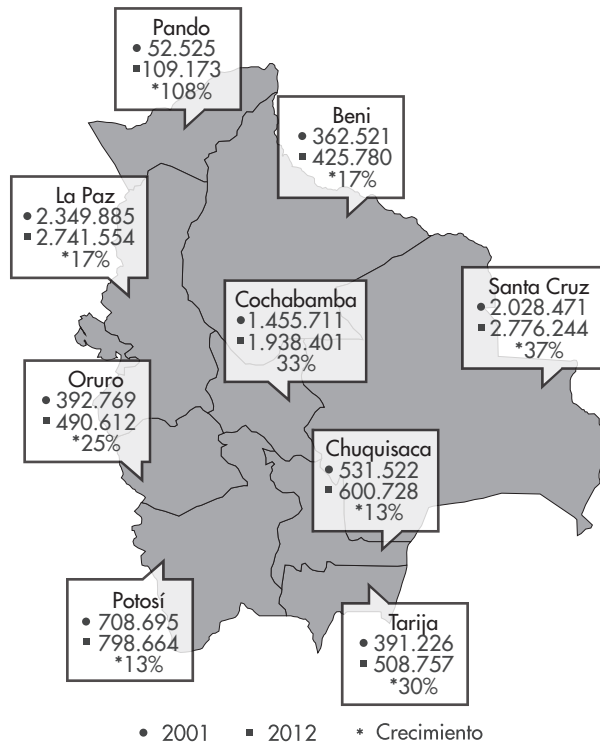 Pando
● 52.525
■ 109.173
*108%
Beni
● 362.521
■ 425.780
*17%
La Paz
● 2.349.885
■ 2.741.554
*17%
Santa Cruz
● 2.028.471
■ 2.776.244
*37%
Cochabamba
● 1.455.711
■ 1.938.401
33%
Oruro
● 392.769
■ 490.612
*25%
Chuquisaca
● 531.522
■ 600.728
*13%
Potosí
● 708.695
■ 798.664
*13%
Tarija
● 391.226
■ 508.757
*30%
● 2001 ■ 2012 * Crecimiento